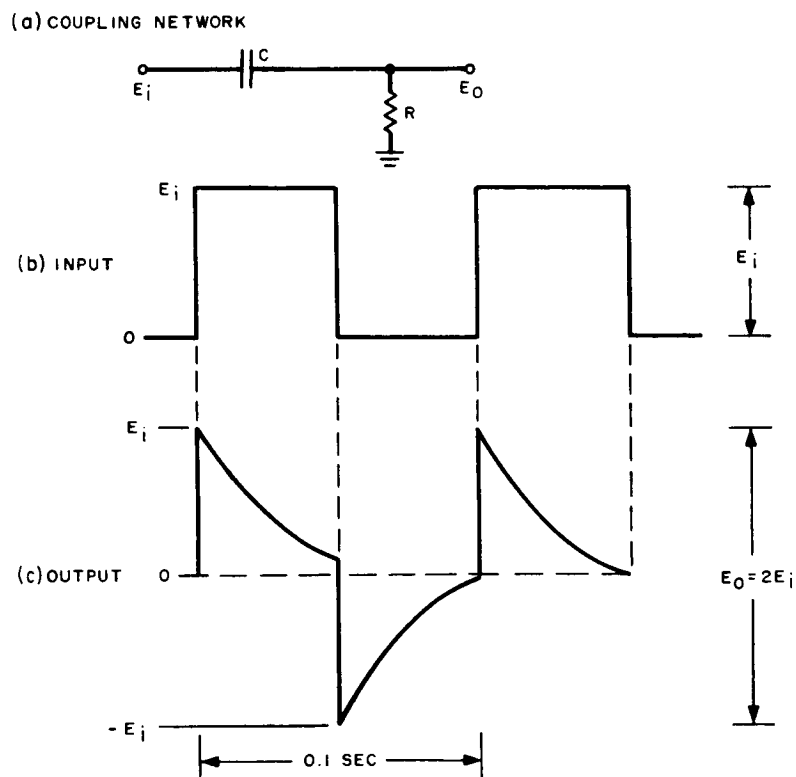 (a) COUPLING NETWORK
C
Ei
Eo
R
Ei
(b) INPUT
Ei
0
Ei
(c) OUTPUT
0
Eo = 2Ei
-Ei
0.1 SEC